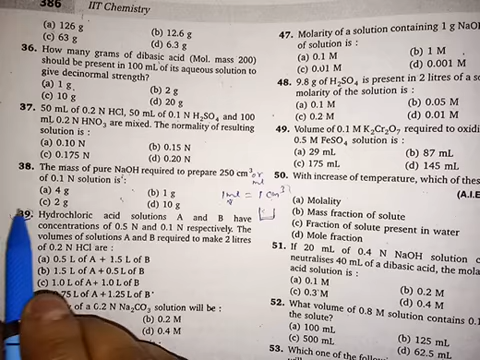 386 IIT Chemistry
(a) 126 g (b) 12.6 g
(c) 63 g (d) 6.3 g
36. How many grams of dibasic acid (Mol. mass 200)
should be present in 100 mL of its aqueous solution to
give decinormal strength?
(a) 1 g (b) 2 g
(c) 10 g (d) 20 g
37. 50 mL of 0.2 N HCl, 50 mL of 0.1 N H₂SO₄ and 100
mL 0.2 N HNO₃ are mixed. The normality of resulting
solution is :
(a) 0.10 N (b) 0.15 N
(c) 0.175 N (d) 0.20 N
38. The mass of pure NaOH required to prepare 250 cm³ or ml
of 0.1 N solution is :
(a) 4 g (b) 1 g 1ml = 1 cm³
(c) 2 g (d) 10 g
39. Hydrochloric acid solutions A and B have
concentrations of 0.5 N and 0.1 N respectively. The
volumes of solutions A and B required to make 2 litres
of 0.2 N HCl are :
(a) 0.5 L of A + 1.5 L of B
(b) 1.5 L of A + 0.5 L of B
(c) 1.0 L of A + 1.0 L of B
.75 L of A + 1.25 L of B
of a 0.2 N Na₂CO₃ solution will be :
(b) 0.2 M
(d) 0.4 M
47. Molarity of a solution containing 1 g NaO
of solution is :
(a) 0.1 M (b) 1 M
(c) 0.01 M (d) 0.001 M
48. 9.8 g of H₂SO₄ is present in 2 litres of a s
molarity of the solution is :
(a) 0.1 M (b) 0.05 M
(c) 0.2 M (d) 0.01 M
49. Volume of 0.1 M K₂Cr₂O₇ required to oxidi
0.5 M FeSO₄ solution is :
(a) 29 mL (b) 87 mL
(c) 175 mL (d) 145 mL
50. With increase of temperature, which of thes
(A.I.E
(a) Molality
(b) Mass fraction of solute
(c) Fraction of solute present in water
(d) Mole fraction
51. If 20 mL of 0.4 N NaOH solution c
neutralises 40 mL of a dibasic acid, the mola
acid solution is :
(a) 0.1 (b) 0.2 M
(c) 0.3 M (d) 0.4 M
52. What volume of 0.8 M solution contains 0.1
the solute?
(a) 100 mL (b) 125 mL
(c) 500 mL (d) 62.5 mL
53. Which one of the follow